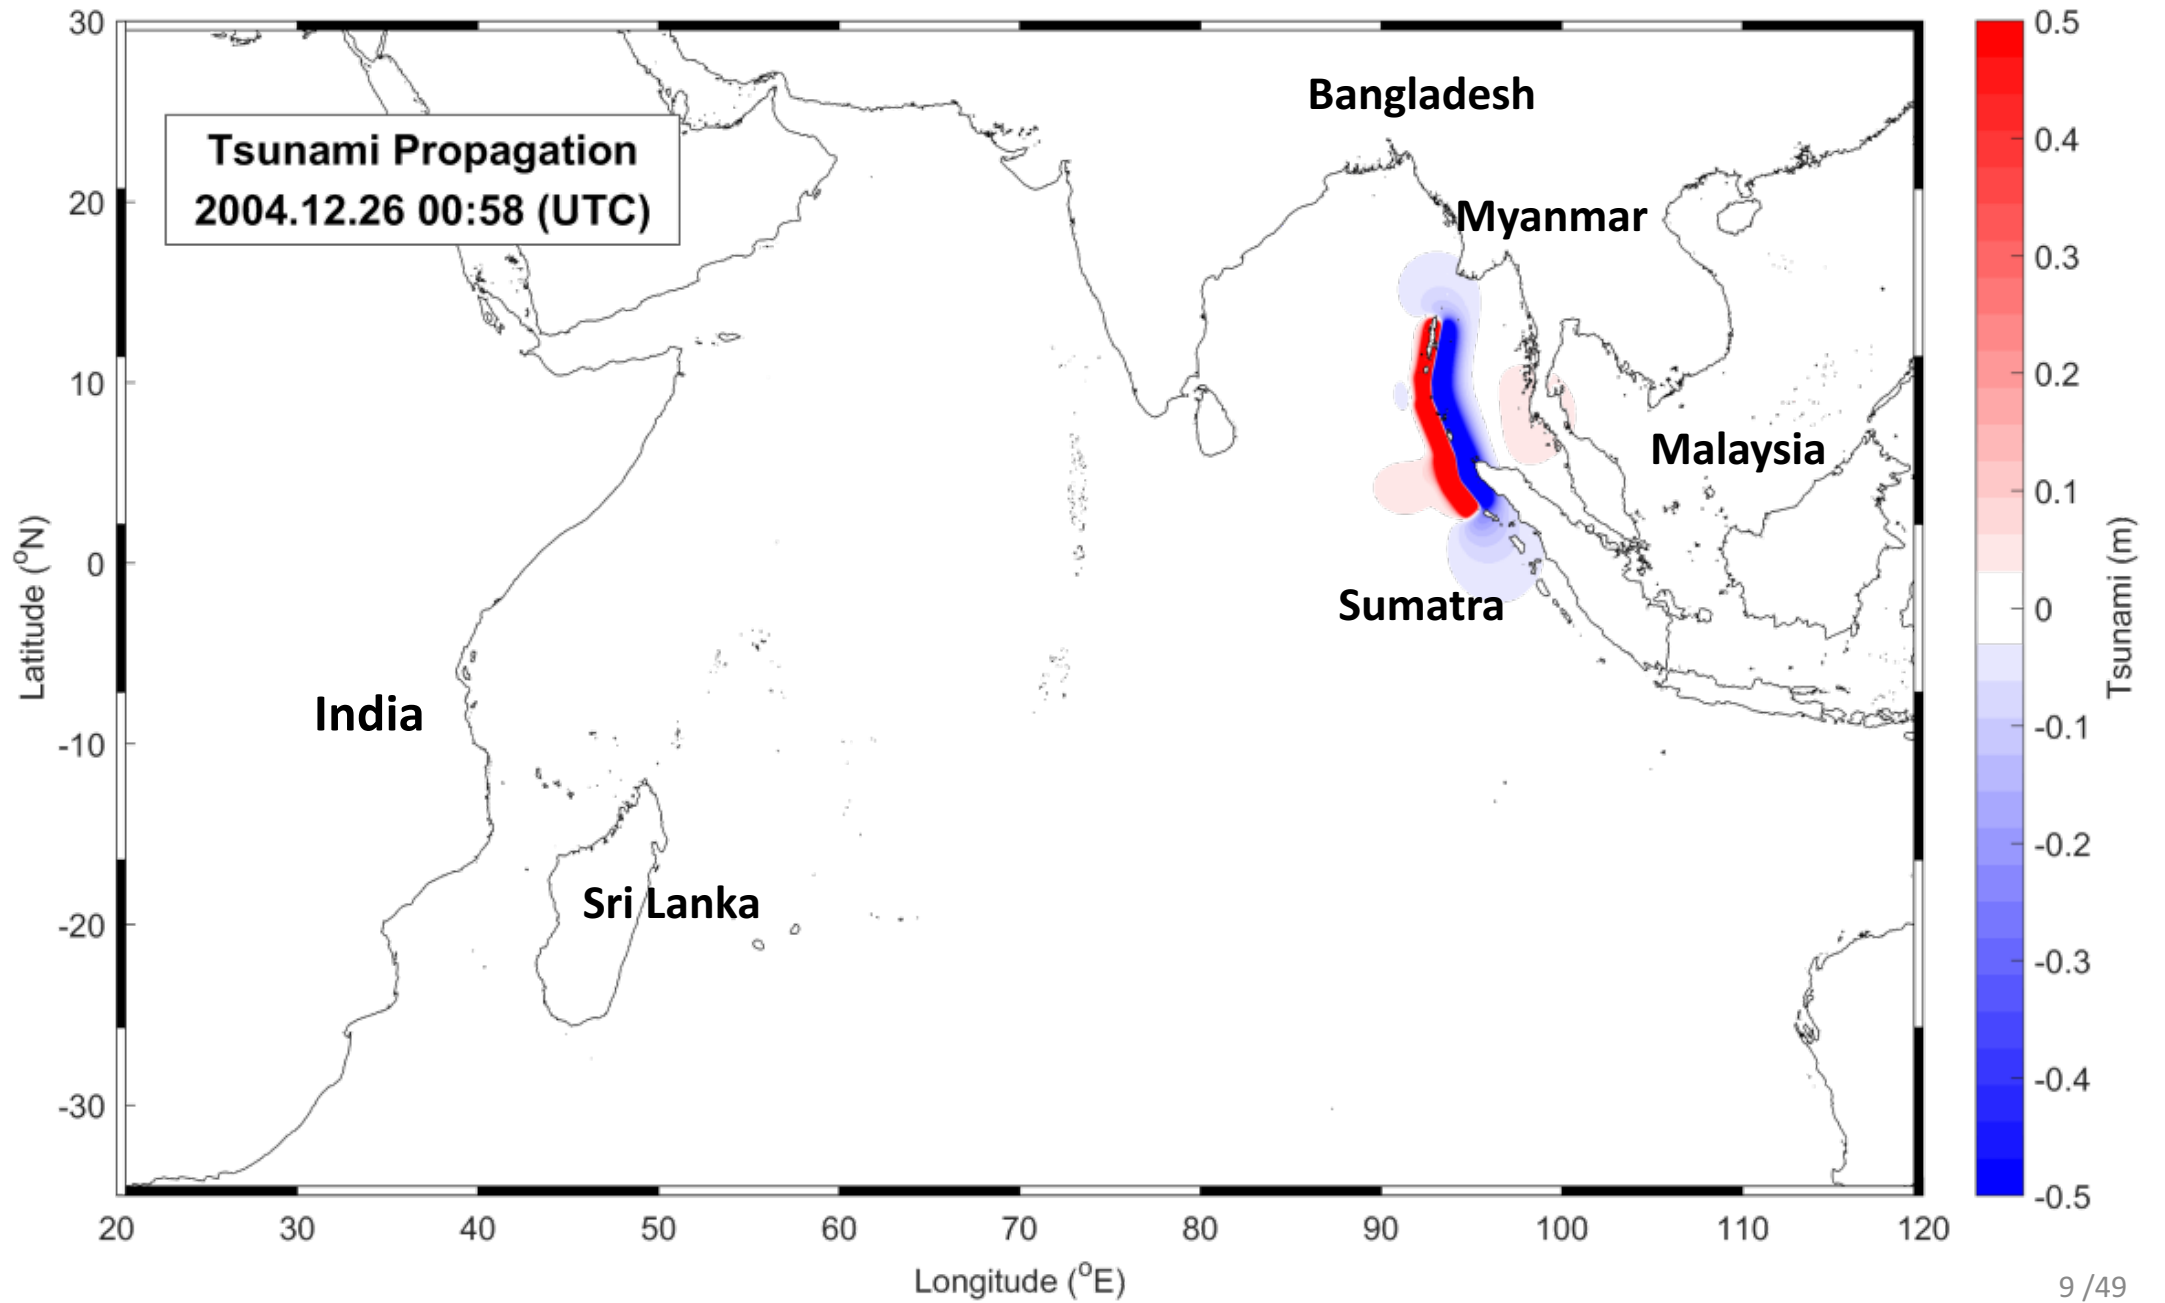 Tsunami Propagation
2004.12.26 00:58 (UTC)
Bangladesh
Myanmar
Malaysia
Sumatra
India
Sri Lanka
Latitude (°N)
30
20
10
0
-10
-20
-30
20 30 40 50 60 70 80 90 100 110 120
Longitude (°E)
0.5
0.4
0.3
0.2
0.1
0
-0.1
-0.2
-0.3
-0.4
-0.5
Tsunami (m)
9 /49